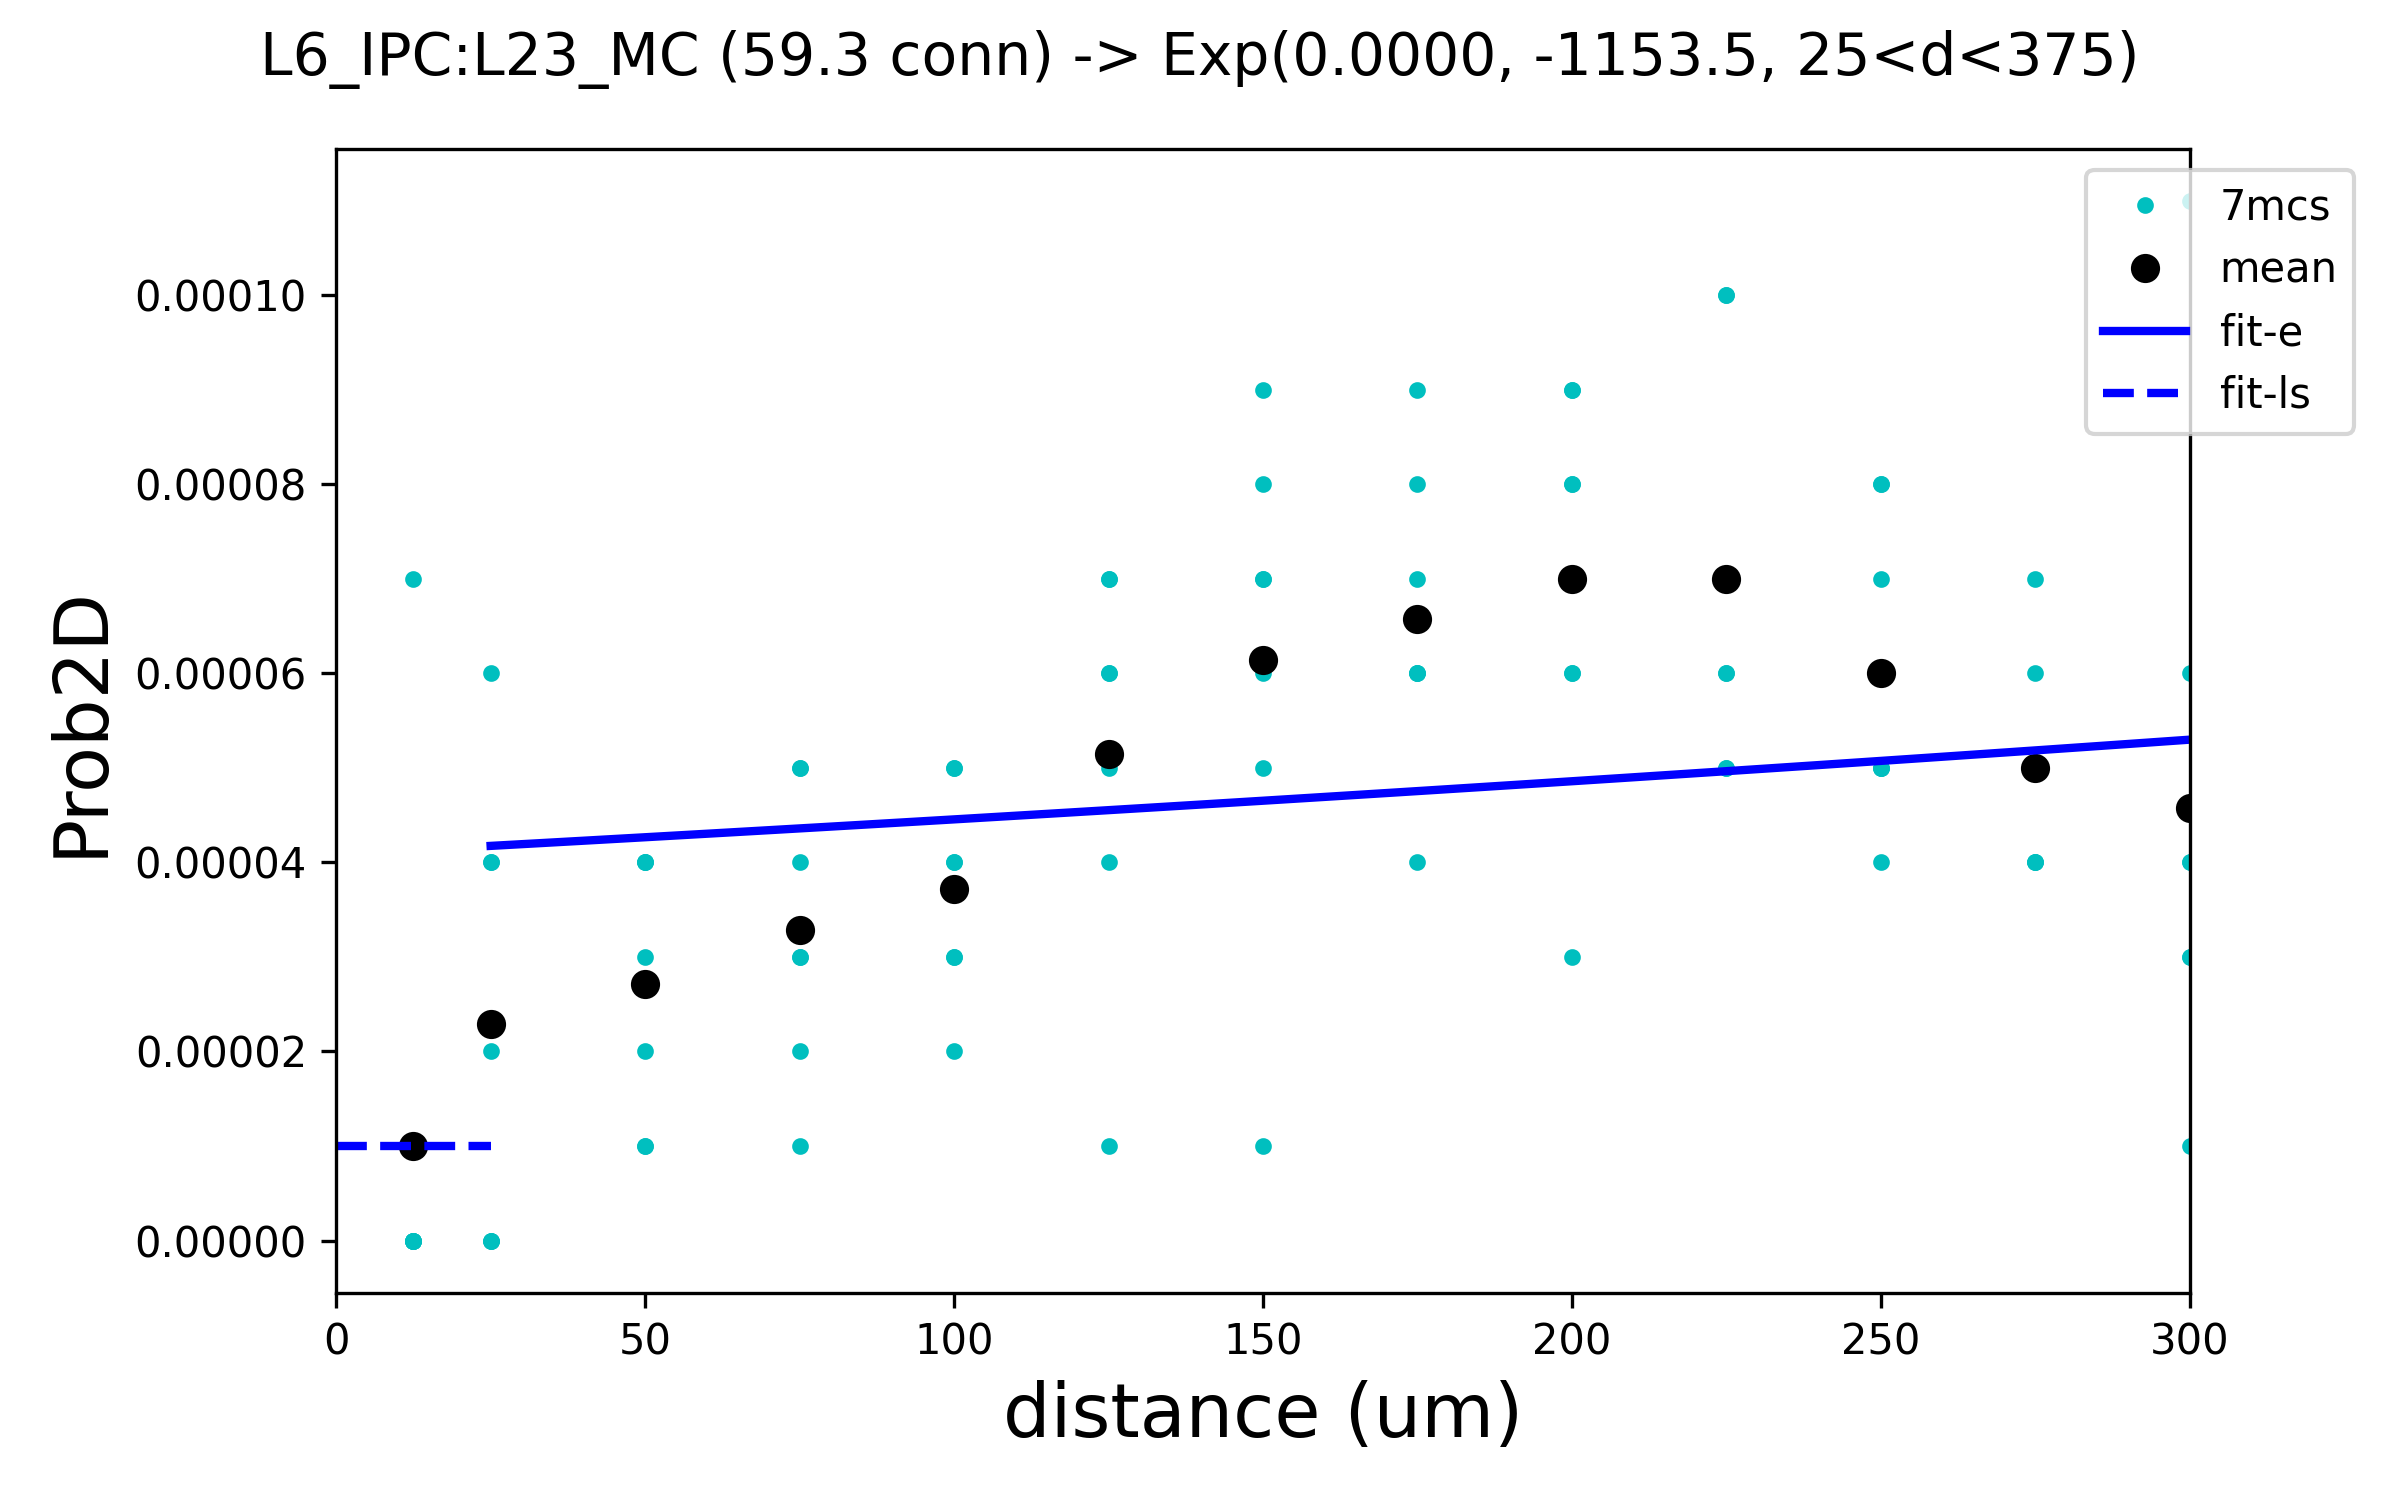 L6_IPC:L23_MC (59.3 conn) -> Exp(0.0000, -1153.5, 25<d<375)
7mcs
mean
fit-e
fit-ls
Prob2D
0.00010
0.00008
0.00006
0.00004
0.00002
0.00000
0 50 100 150 200 250 300
distance (um)